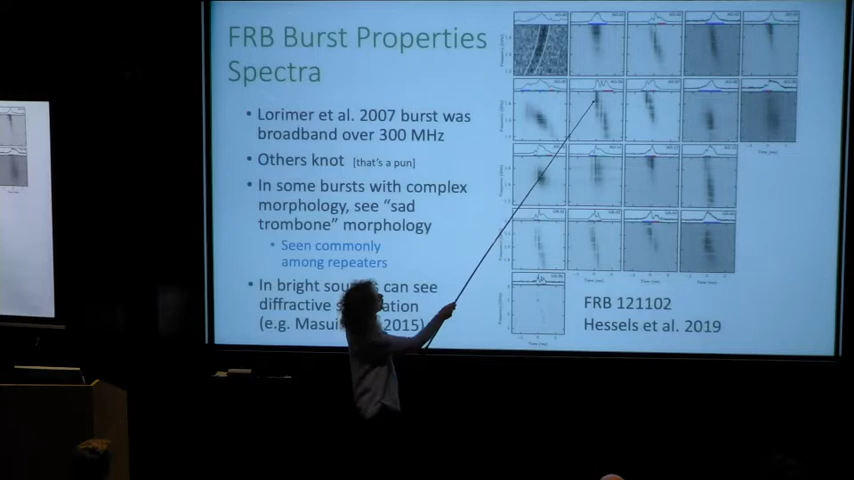 FRB Burst Properties
Spectra
• Lorimer et al. 2007 burst was
broadband over 300 MHz
• Others knot [that's a pun]
• In some bursts with complex
morphology, see "sad
trombone" morphology
• Seen commonly
among repeaters
• In bright can see
diffractive
(e.g. 2015)
FRB 121102
Hessels et al. 2019